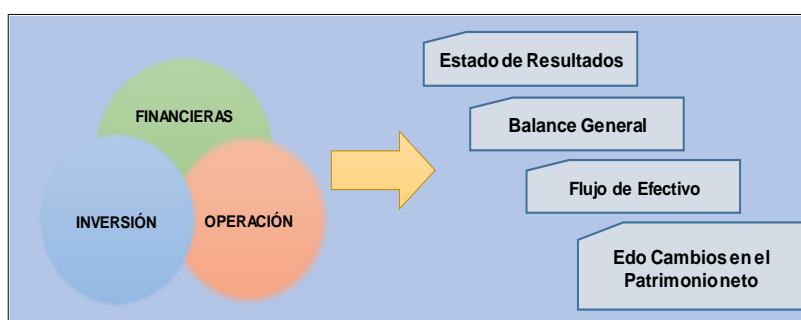 FINANCIERAS
INVERSIÓN
OPERACIÓN
Estado de Resultados
Balance General
Flujo de Efectivo
Edo Cambios en el
Patrimonio neto